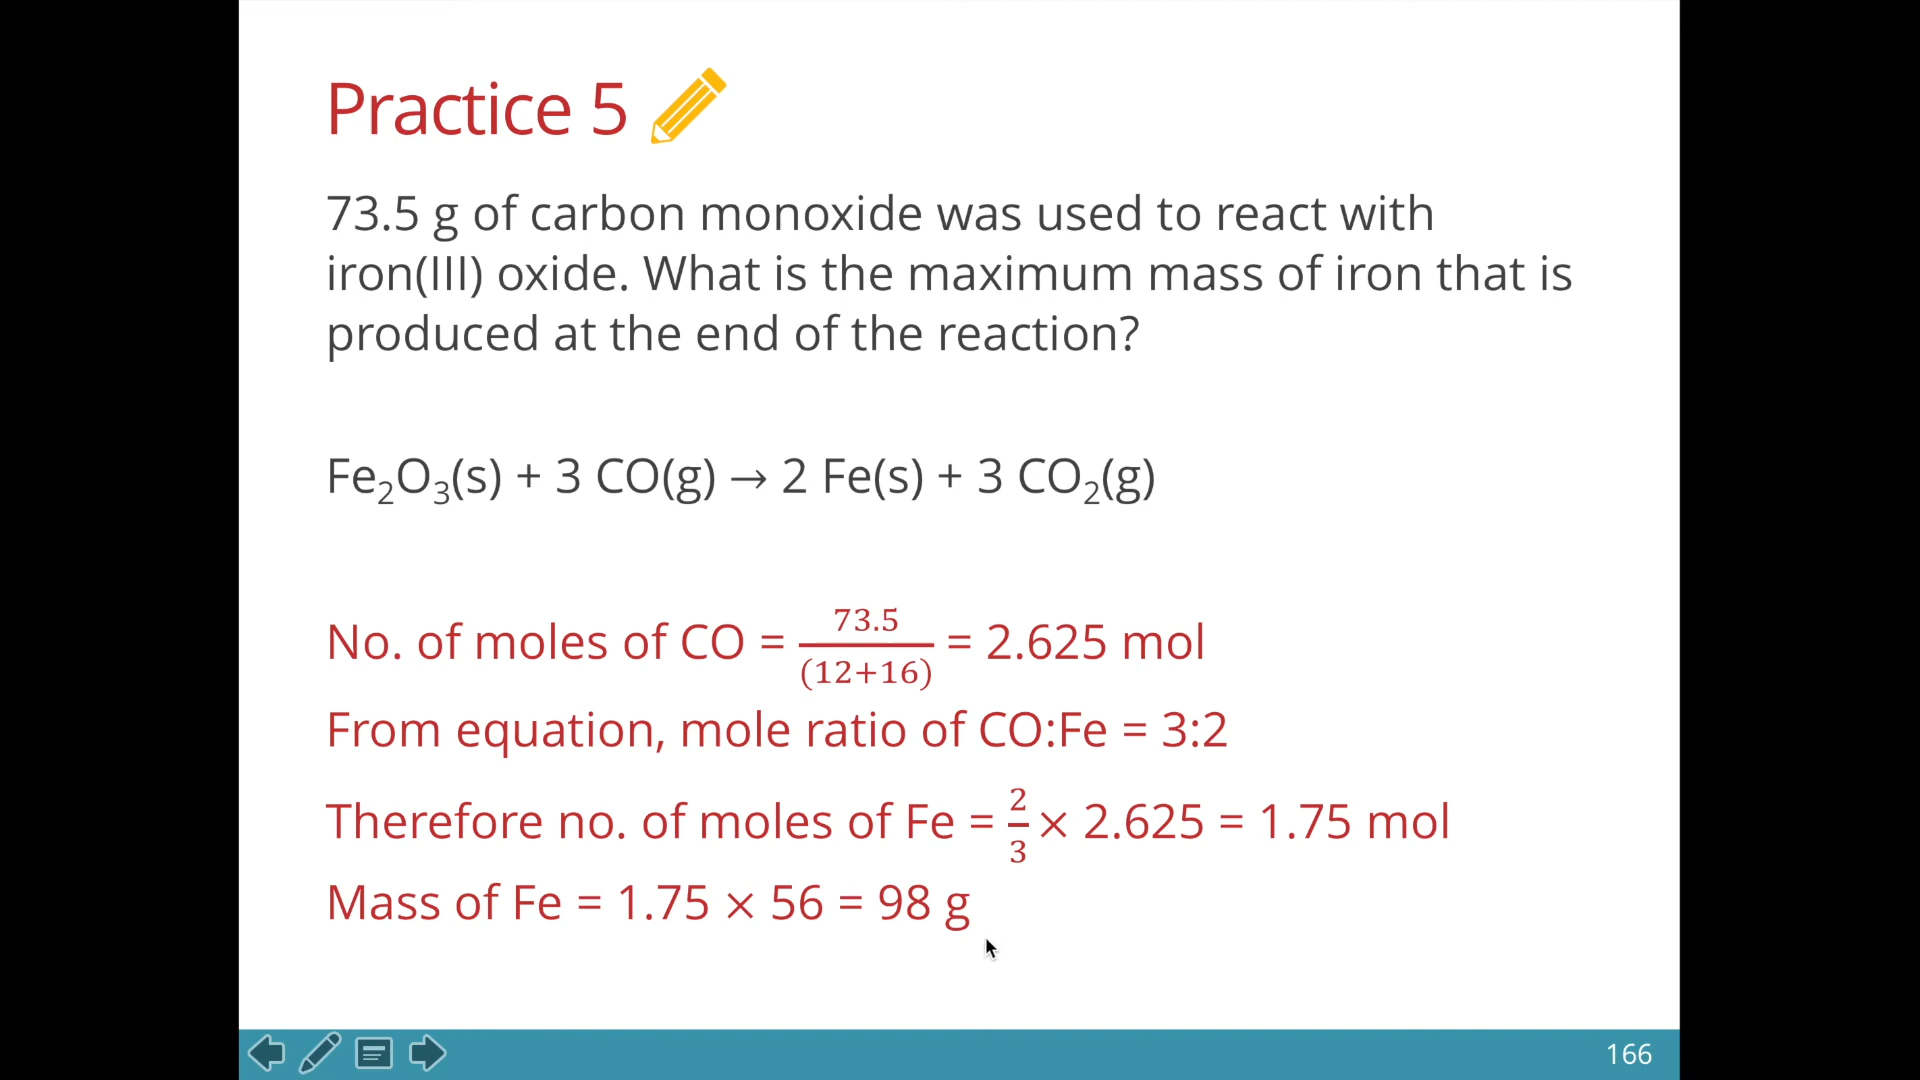 Practice 5
73.5 g of carbon monoxide was used to react with
iron(III) oxide. What is the maximum mass of iron that is
produced at the end of the reaction?
Fe₂O₃(s) + 3 CO(g) → 2 Fe(s) + 3 CO₂(g)
No. of moles of CO = 73.5/(12+16) = 2.625 mol
From equation, mole ratio of CO:Fe = 3:2
Therefore no. of moles of Fe = 2/3 × 2.625 = 1.75 mol
Mass of Fe = 1.75 × 56 = 98 g
166